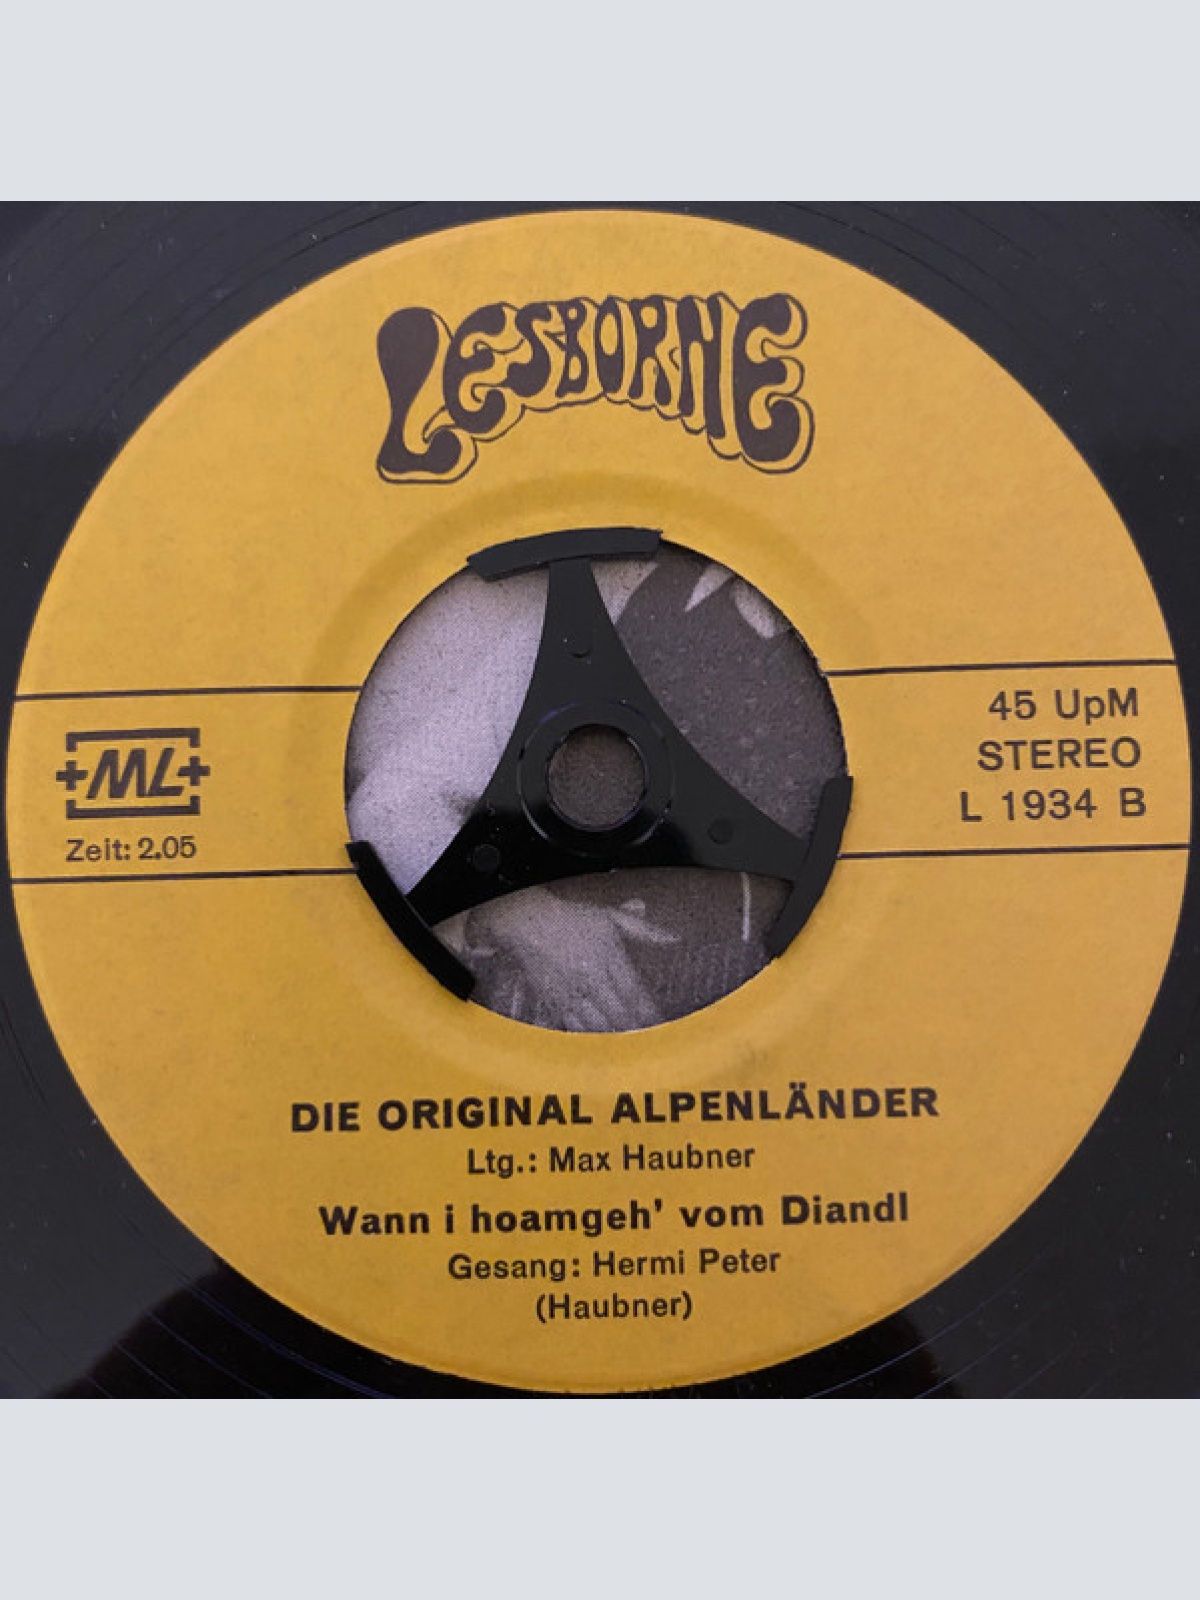 LESBORNE
ML
Zeit: 2.05
45 UpM
STEREO
L 1934 B
DIE ORIGINAL ALPENLÄNDER
Ltg.: Max Haubner
Wann i hoamgeh' vom Diandl
Gesang: Hermi Peter
(Haubner)